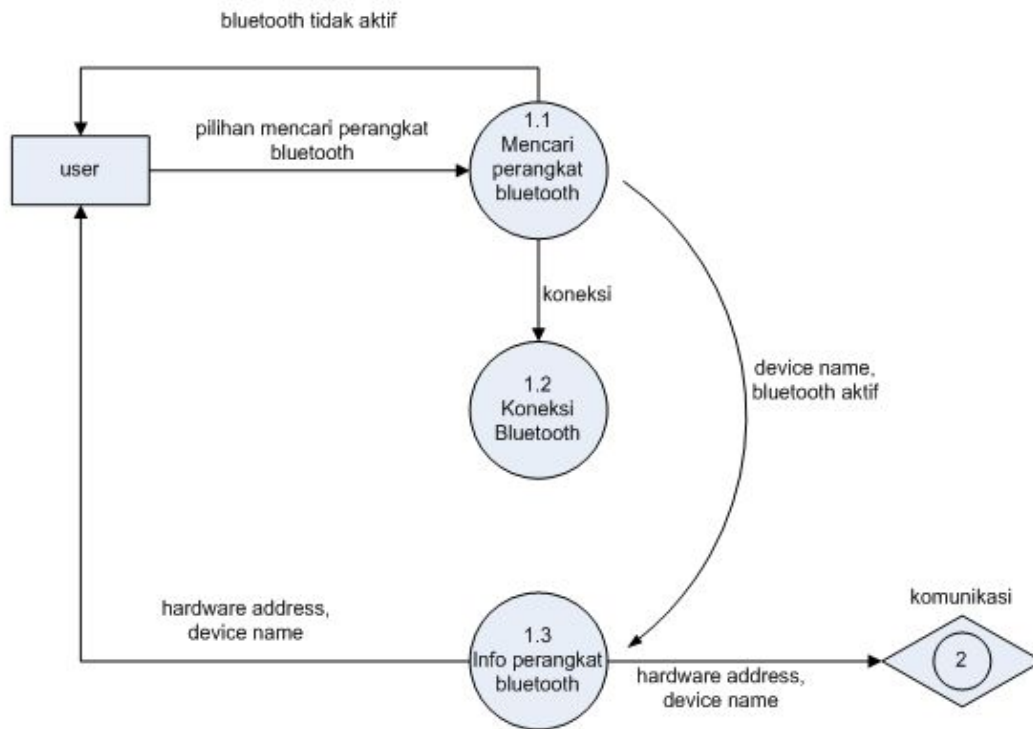 bluetooth tidak aktif
pilihan mencari perangkat
bluetooth
user
1.1
Mencari
perangkat
bluetooth
koneksi
1.2
Koneksi
Bluetooth
device name,
bluetooth aktif
hardware address,
device name
1.3
Info perangkat
bluetooth
hardware address,
device name
komunikasi
2